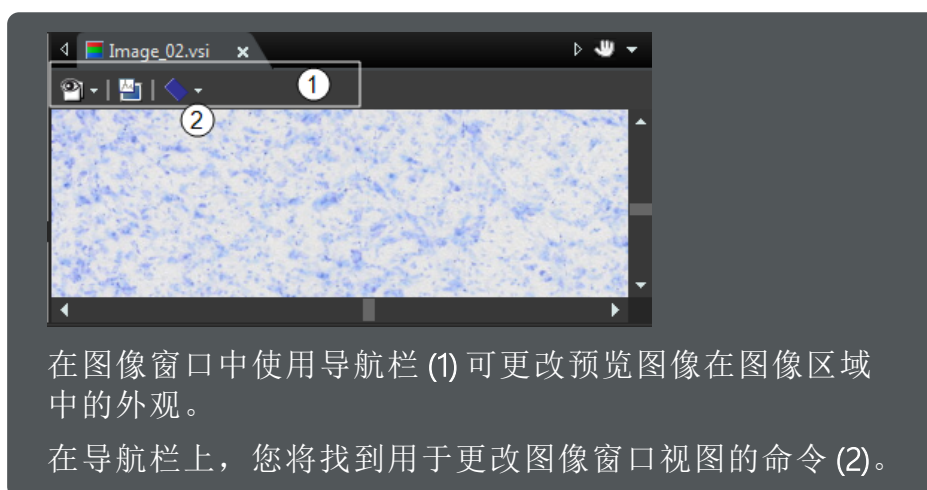 Image_02.vsi
1
2
在图像窗口中使用导航栏 (1) 可更改预览图像在图像区域
中的外观。
在导航栏上，您将找到用于更改图像窗口视图的命令 (2)。